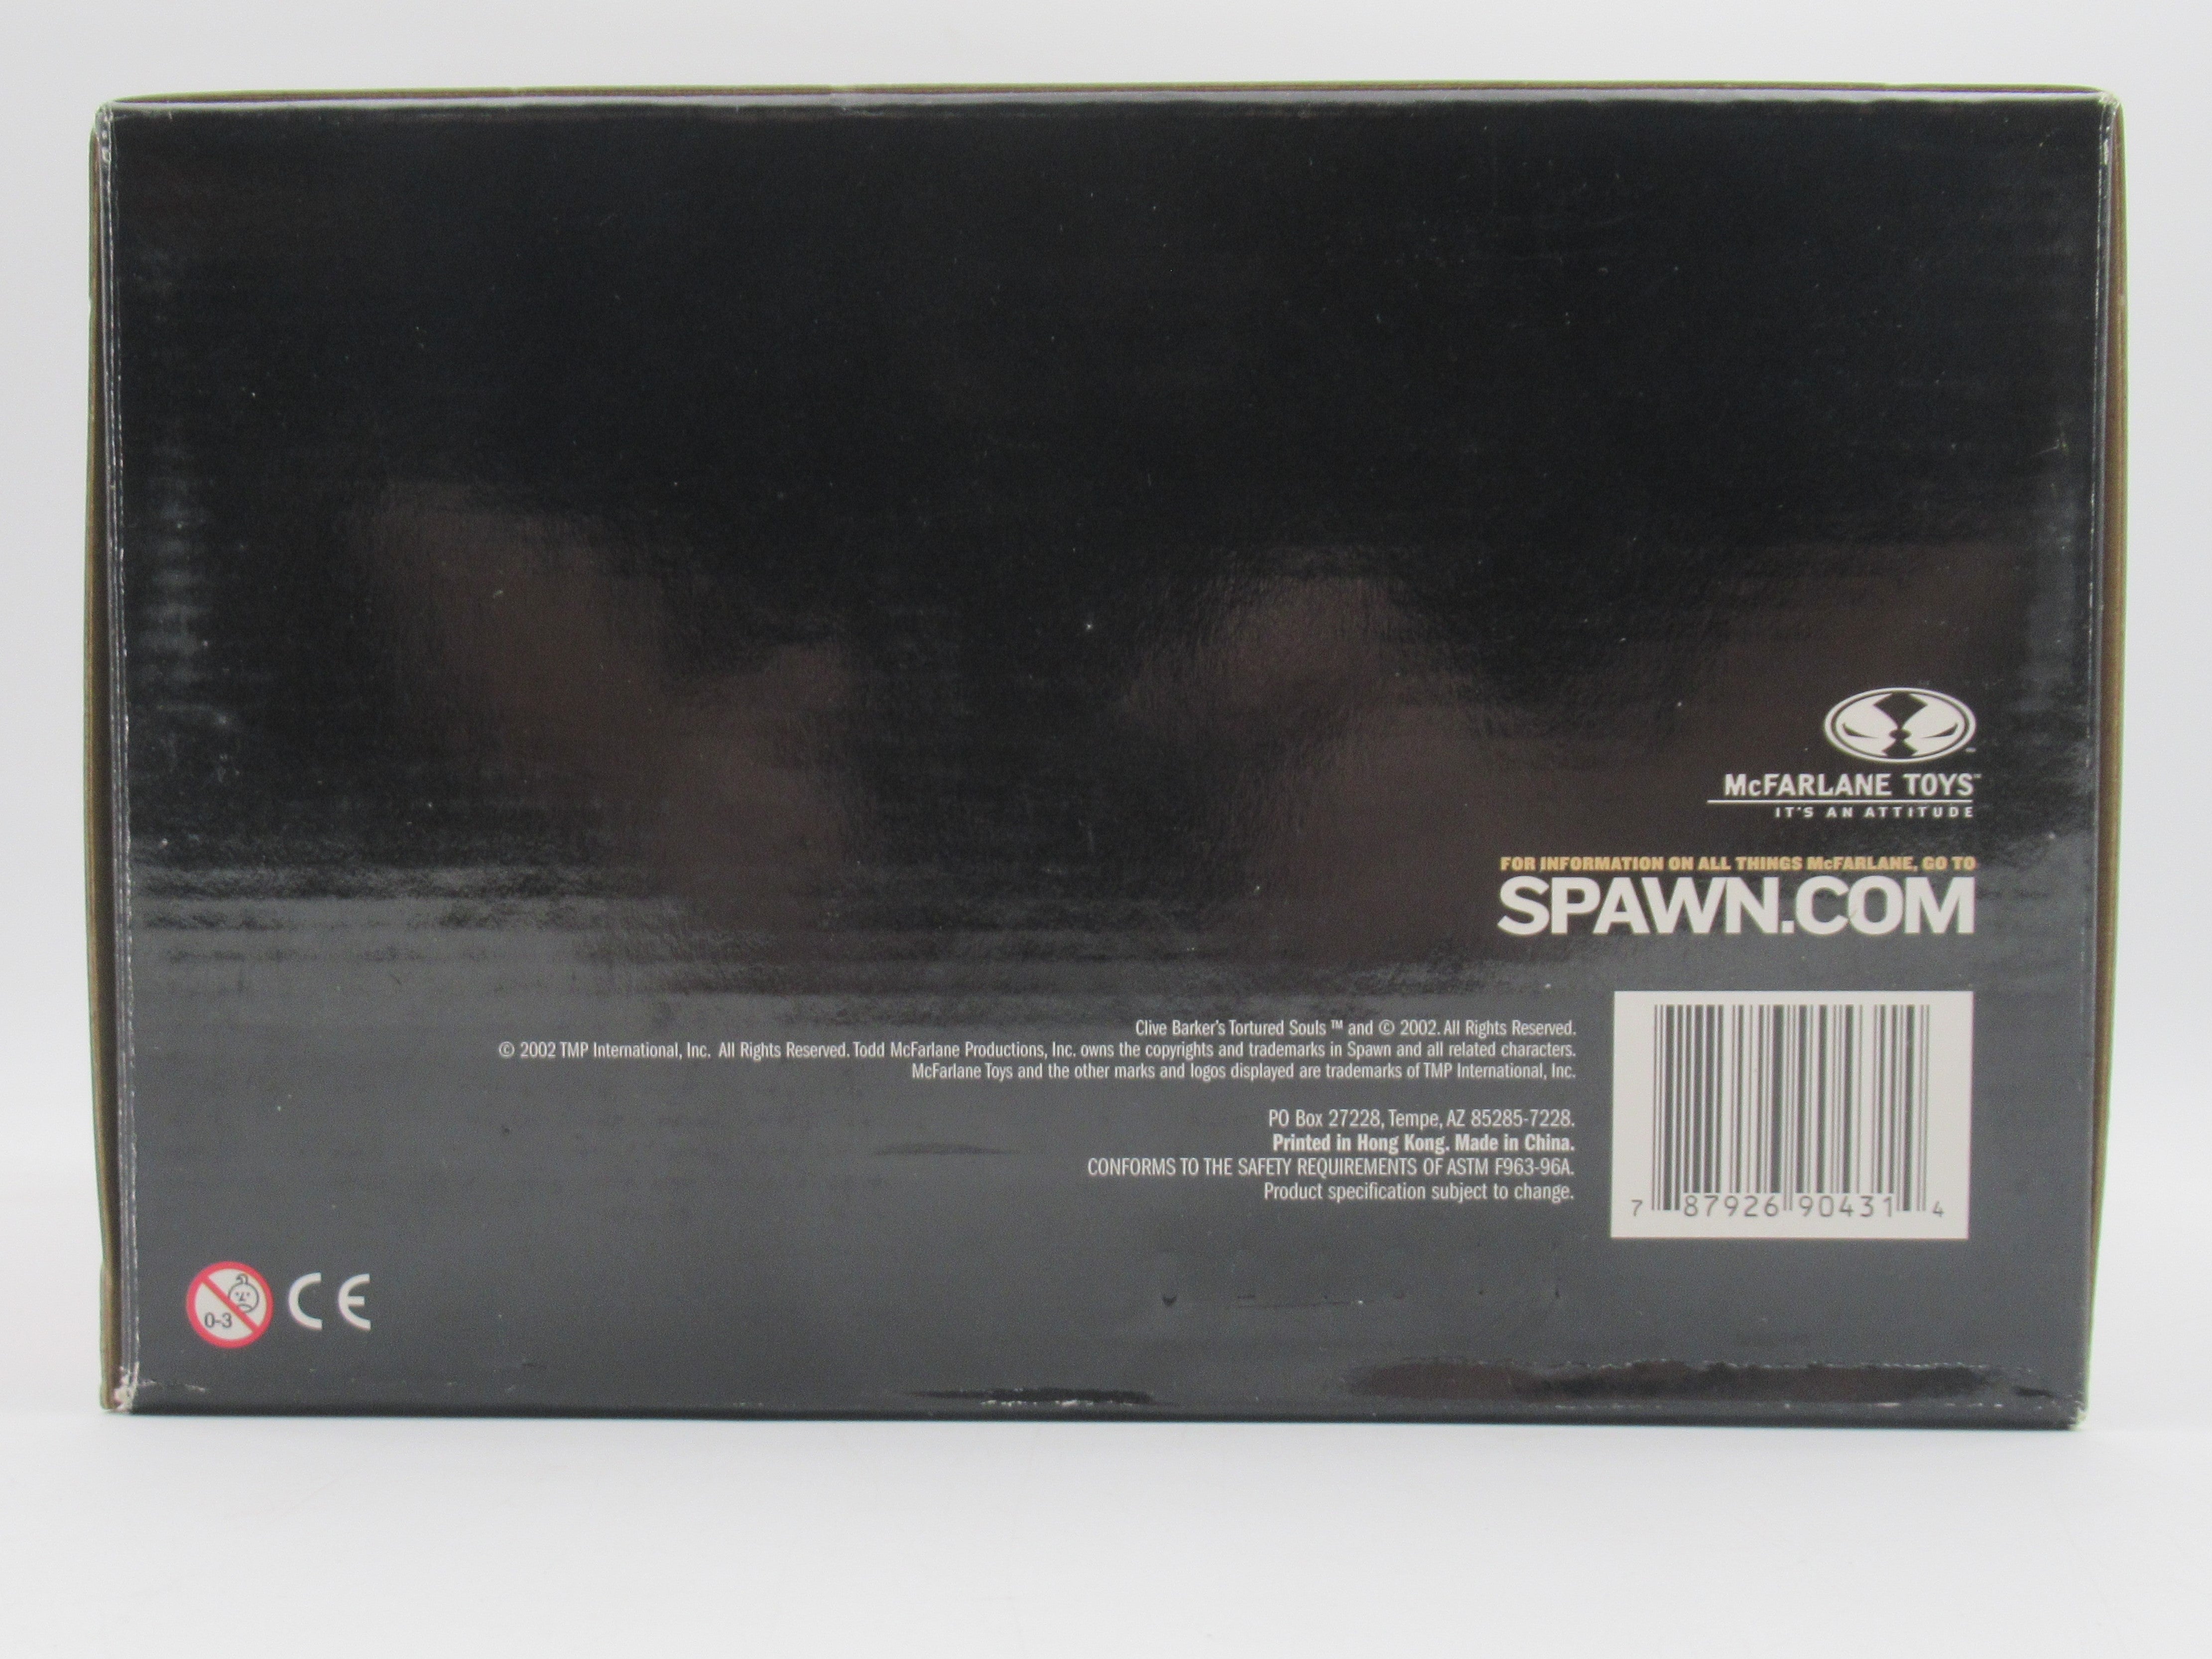 McFARLANE TOYS™
IT'S AN ATTITUDE
FOR INFORMATION ON ALL THINGS McFARLANE, GO TO
SPAWN.COM
Clive Barker's Tortured Souls ™ and © 2002. All Rights Reserved.
© 2002 TMP International, Inc. All Rights Reserved. Todd McFarlane Productions, Inc. owns the copyrights and trademarks in Spawn and all related characters.
McFarlane Toys and the other marks and logos displayed are trademarks of TMP International, Inc.
PO Box 27228, Tempe, AZ 85285-7228.
Printed in Hong Kong. Made in China.
CONFORMS TO THE SAFETY REQUIREMENTS OF ASTM F963-96A.
Product specification subject to change.
7 87926 90431 4
0-3
CE